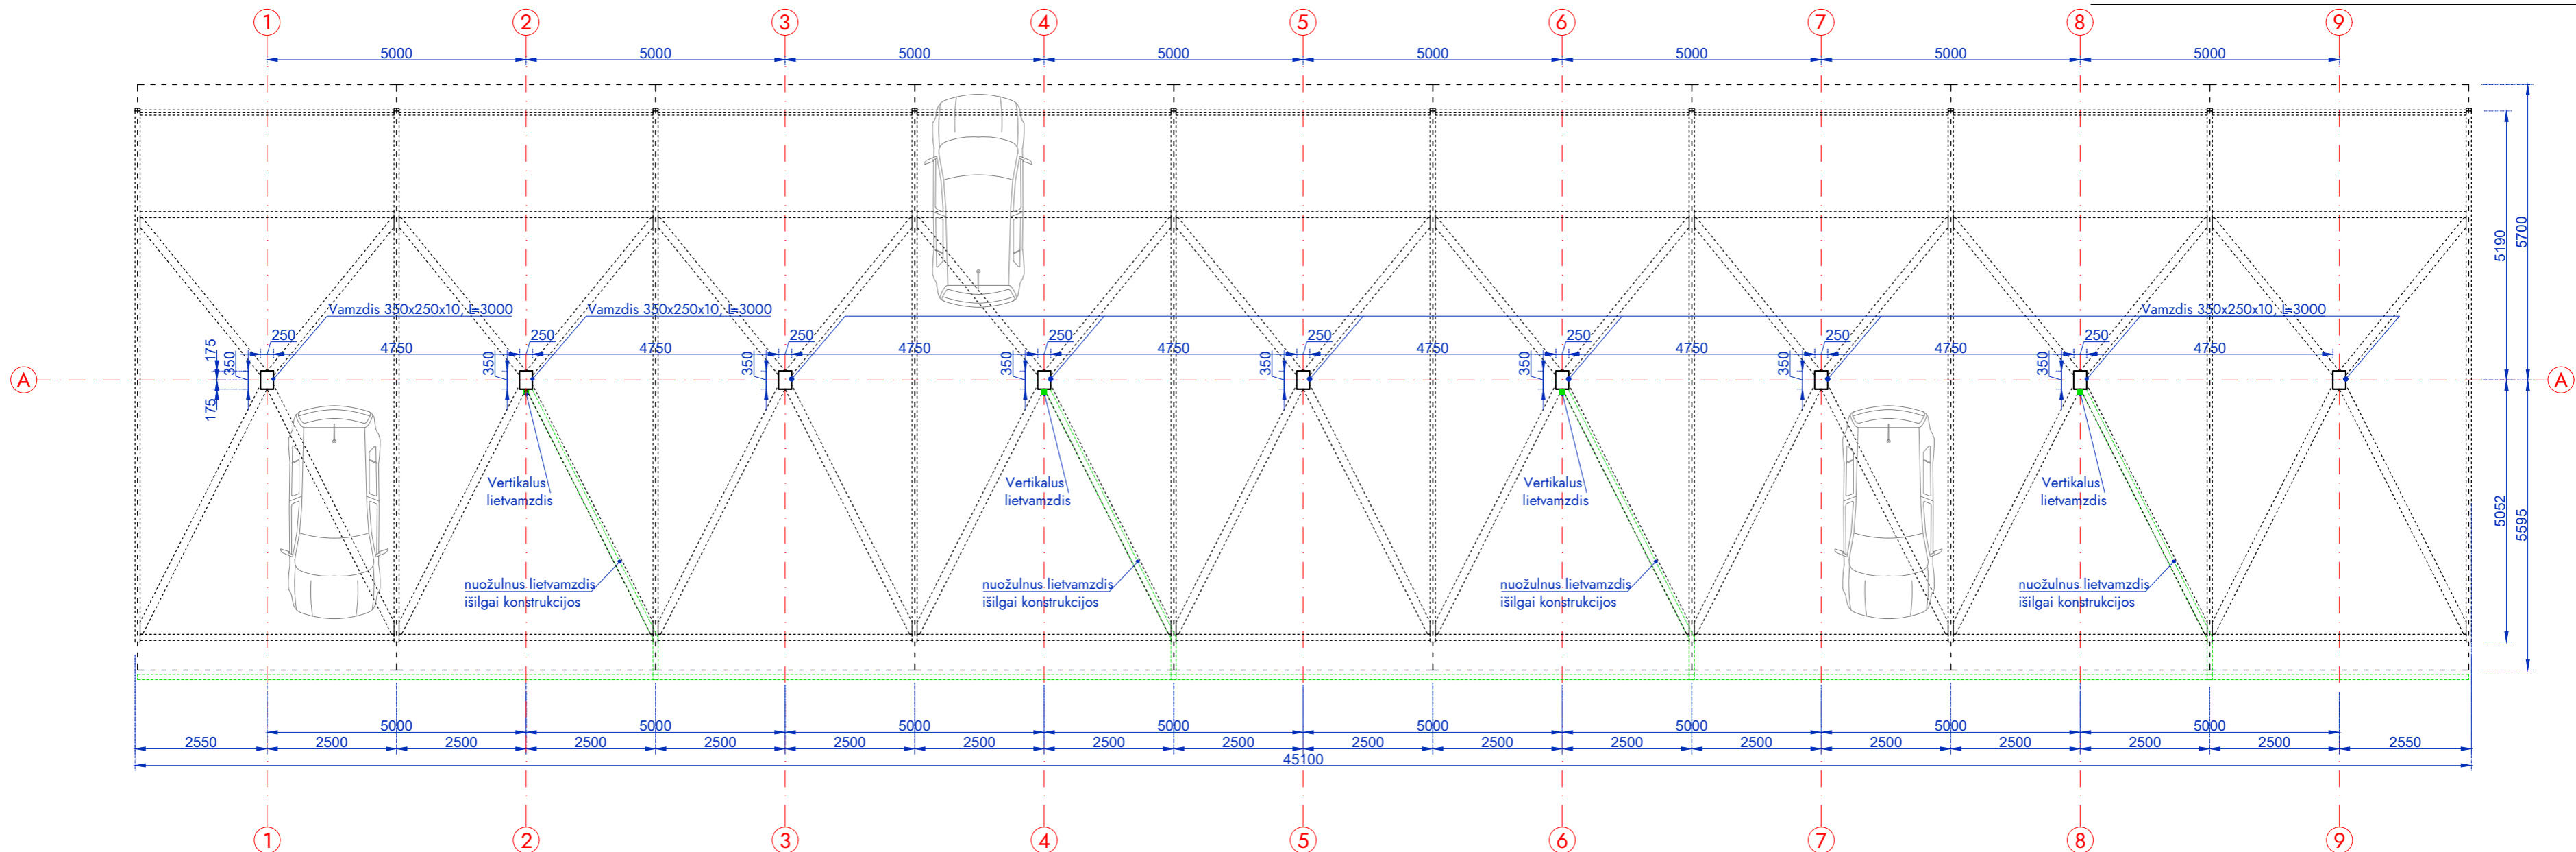 1 2 3 4 5 6 7 8 9
5000 5000 5000 5000 5000 5000 5000 5000
5190 5700
Vamzdis 350x250x10, L=3000 Vamzdis 350x250x10, L=3000 Vamzdis 350x250x10, L=3000
250 250 250 250 250 250 250 250
175 350 350 350 350 350 350 350 350
4750 4750 4750 4750 4750 4750 4750 4750
A A
175
Vertikalus Vertikalus Vertikalus Vertikalus
lietvamzdis lietvamzdis lietvamzdis lietvamzdis
5052 5595
nuožulnus lietvamzdis nuožulnus lietvamzdis nuožulnus lietvamzdis nuožulnus lietvamzdis
išilgai konstrukcijos išilgai konstrukcijos išilgai konstrukcijos išilgai konstrukcijos
5000 5000 5000 5000 5000 5000 5000 5000
2550 2500 2500 2500 2500 2500 2500 2500 2500 2500 2500 2500 2500 2500 2500 2500 2500 2550
45100
1 2 3 4 5 6 7 8 9